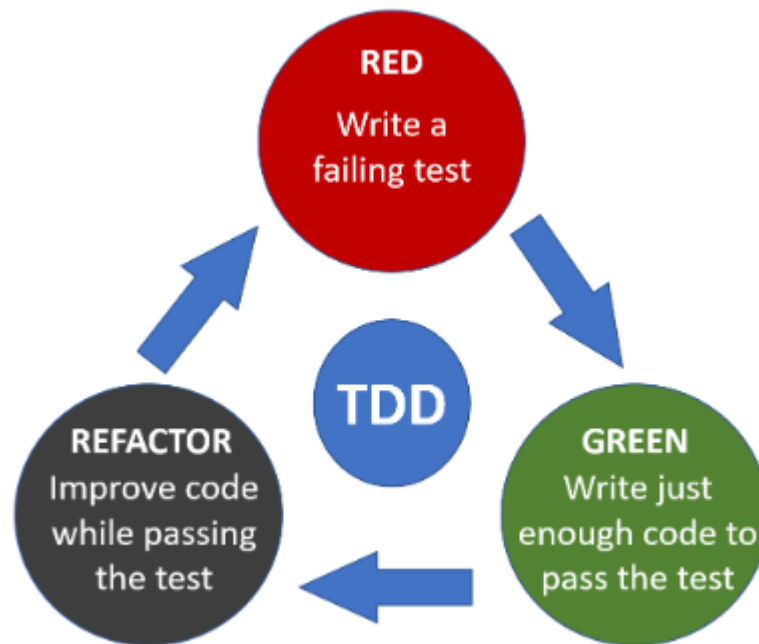 RED
Write a
failing test
TDD
REFACTOR
Improve code
while passing
the test
GREEN
Write just
enough code to
pass the test